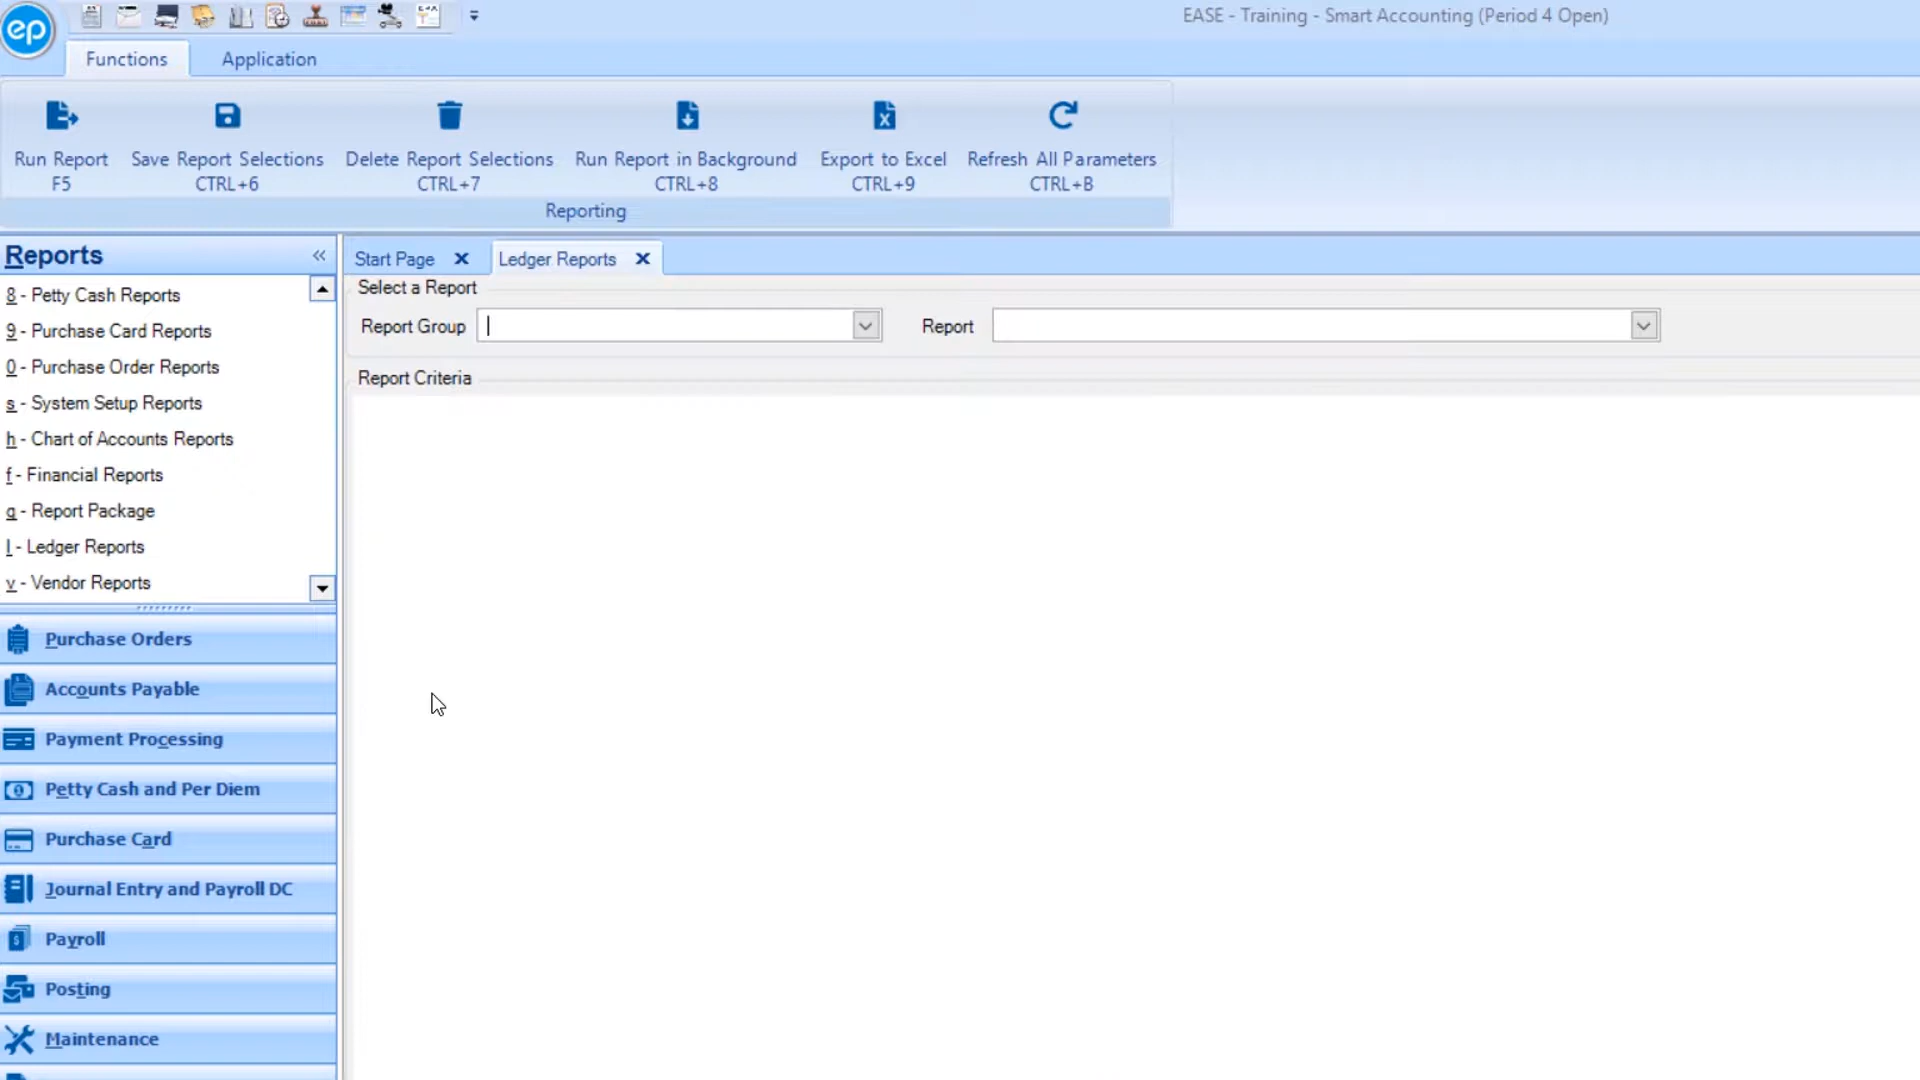 ep
EASE - Training - Smart Accounting (Period 4 Open)
Functions Application
Run Report Save Report Selections Delete Report Selections Run Report in Background Export to Excel Refresh All Parameters
F5 CTRL+6 CTRL+7 CTRL+8 CTRL+9 CTRL+B
Reporting
Reports «
8 - Petty Cash Reports
9 - Purchase Card Reports
0 - Purchase Order Reports
s - System Setup Reports
h - Chart of Accounts Reports
f - Financial Reports
g - Report Package
l - Ledger Reports
v - Vendor Reports
Purchase Orders
Accounts Payable
Payment Processing
Petty Cash and Per Diem
Purchase Card
Journal Entry and Payroll DC
Payroll
Posting
Maintenance
Start Page Ledger Reports
Select a Report
Report Group Report
Report Criteria